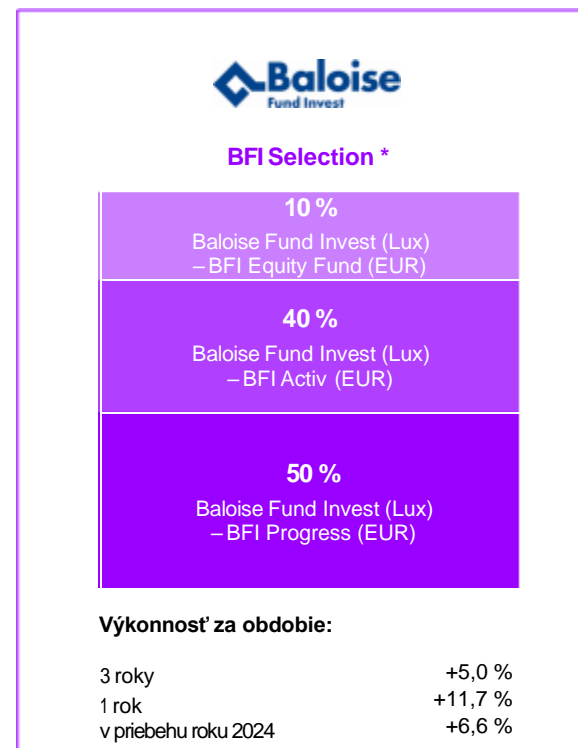 Baloise
Fund Invest
BFI Selection *
10 %
Baloise Fund Invest (Lux)
– BFI Equity Fund (EUR)
40 %
Baloise Fund Invest (Lux)
– BFI Activ (EUR)
50 %
Baloise Fund Invest (Lux)
– BFI Progress (EUR)
Výkonnosť za obdobie:
3 roky +5,0 %
1 rok +11,7 %
v priebehu roku 2024 +6,6 %